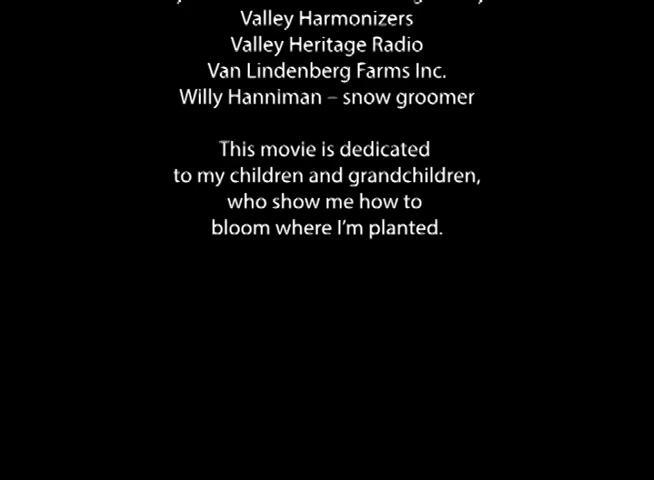 Valley Harmonizers
Valley Heritage Radio
Van Lindenberg Farms Inc.
Willy Hanniman – snow groomer
This movie is dedicated
to my children and grandchildren,
who show me how to
bloom where I'm planted.